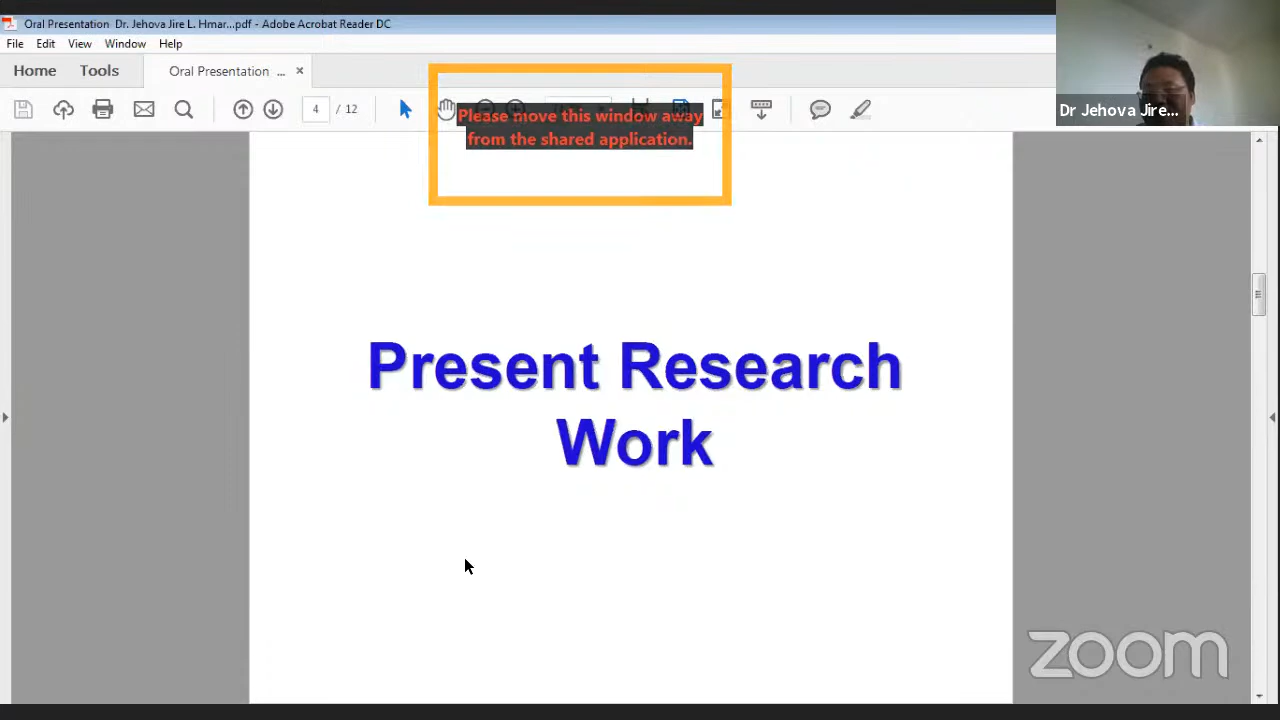 Oral Presentation Dr. Jehova Jire L. Hmar...pdf - Adobe Acrobat Reader DC
File Edit View Window Help
Home Tools Oral Presentation ... ×
4 / 12
Please move this window away
from the shared application.
Dr Jehova Jire...
Present Research
Work
zoom